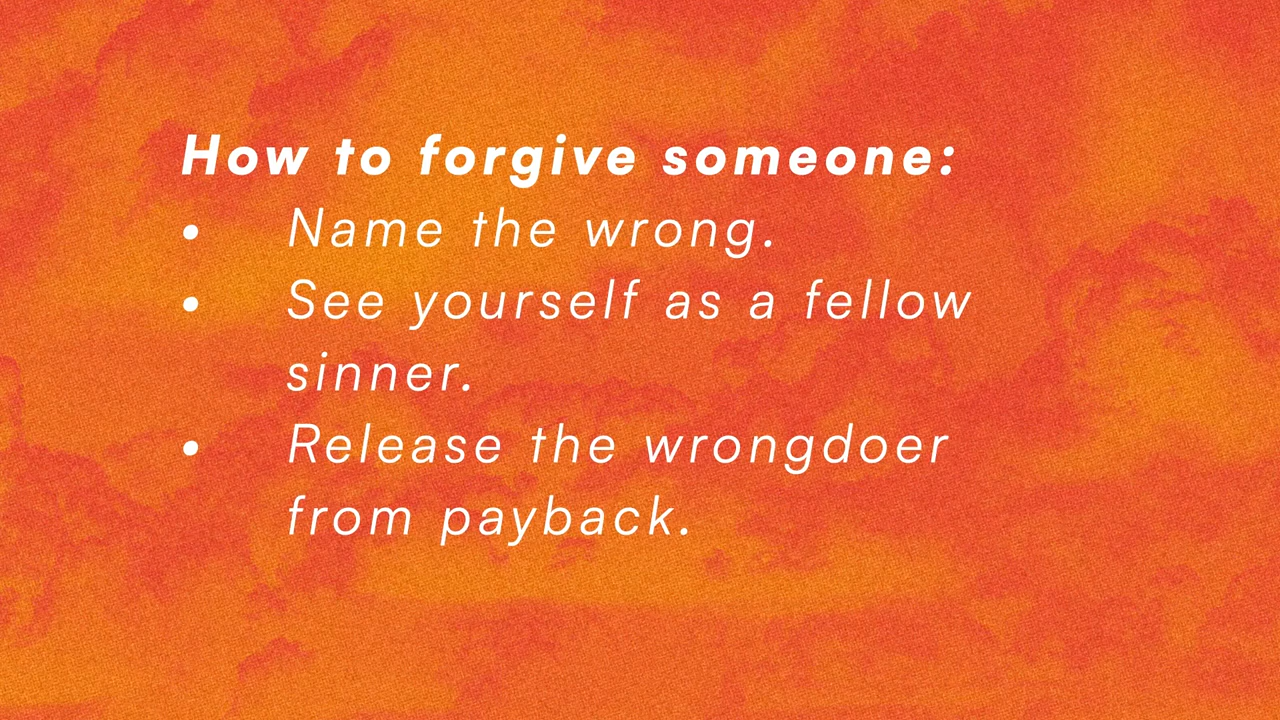 How to forgive someone:
• Name the wrong.
• See yourself as a fellow
sinner.
• Release the wrongdoer
from payback.